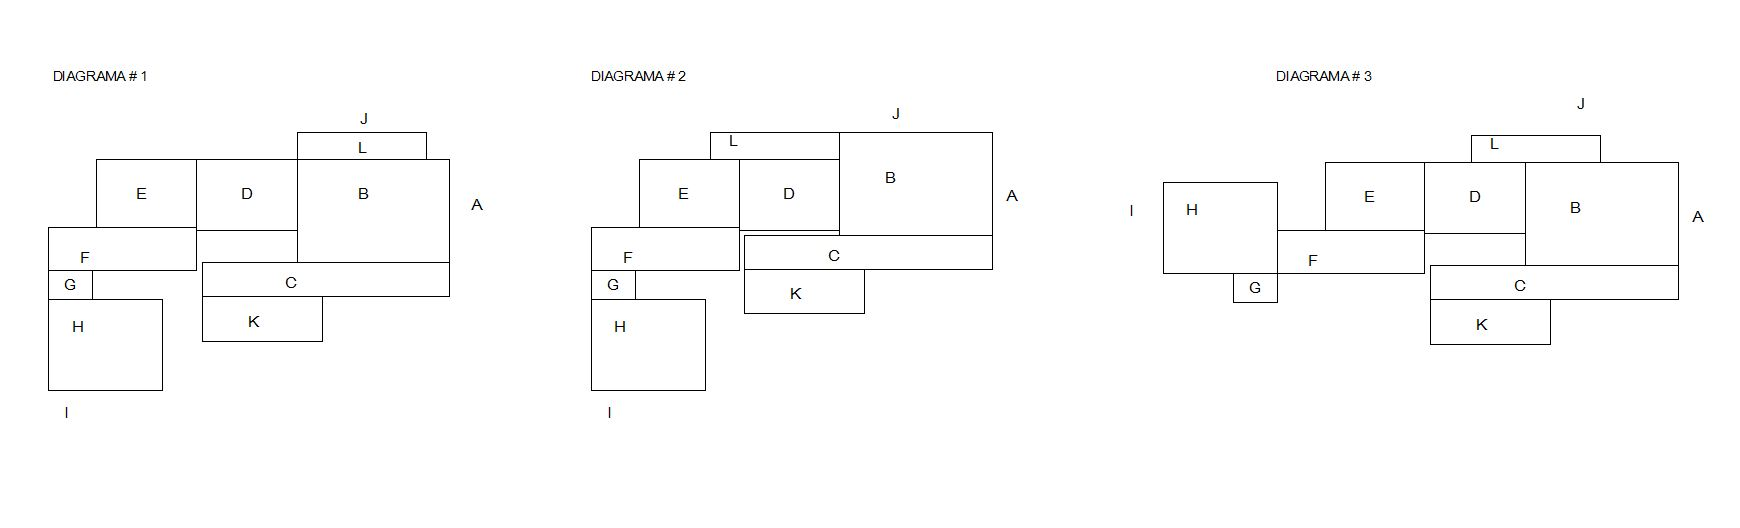 DIAGRAMA # 1
J
L
E
D
B
A
F
C
G
K
H
I
DIAGRAMA # 2
J
L
B
E
D
A
F
C
G
K
H
I
DIAGRAMA # 3
J
L
E
D
B
H
I
A
F
C
G
K